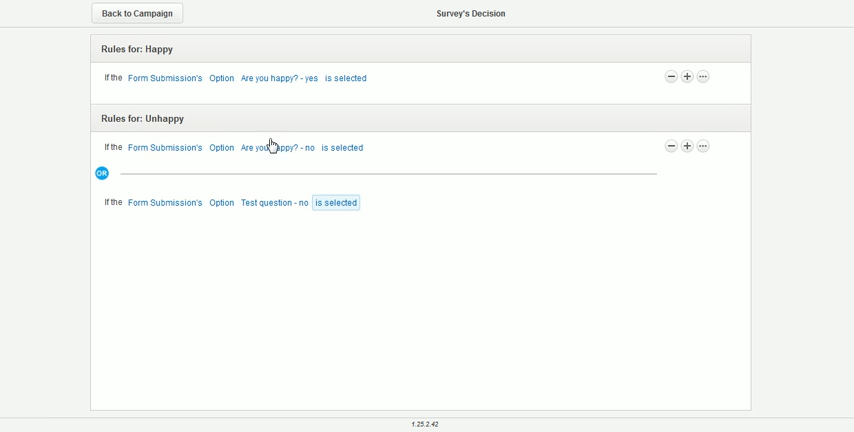 Back to Campaign
Survey's Decision
Rules for: Happy
If the Form Submission's Option Are you happy? - yes is selected
Rules for: Unhappy
If the Form Submission's Option Are you happy? - no is selected
OR
If the Form Submission's Option Test question - no is selected
1.25.2.42